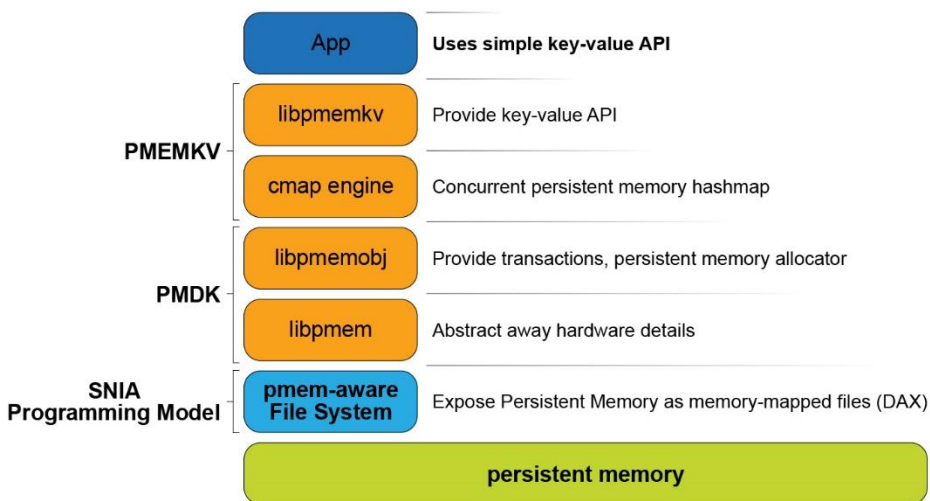 App
Uses simple key-value API
PMEMKV
libpmemkv
Provide key-value API
cmap engine
Concurrent persistent memory hashmap
PMDK
libpmemobj
Provide transactions, persistent memory allocator
libpmem
Abstract away hardware details
SNIA
Programming Model
pmem-aware
File System
Expose Persistent Memory as memory-mapped files (DAX)
persistent memory